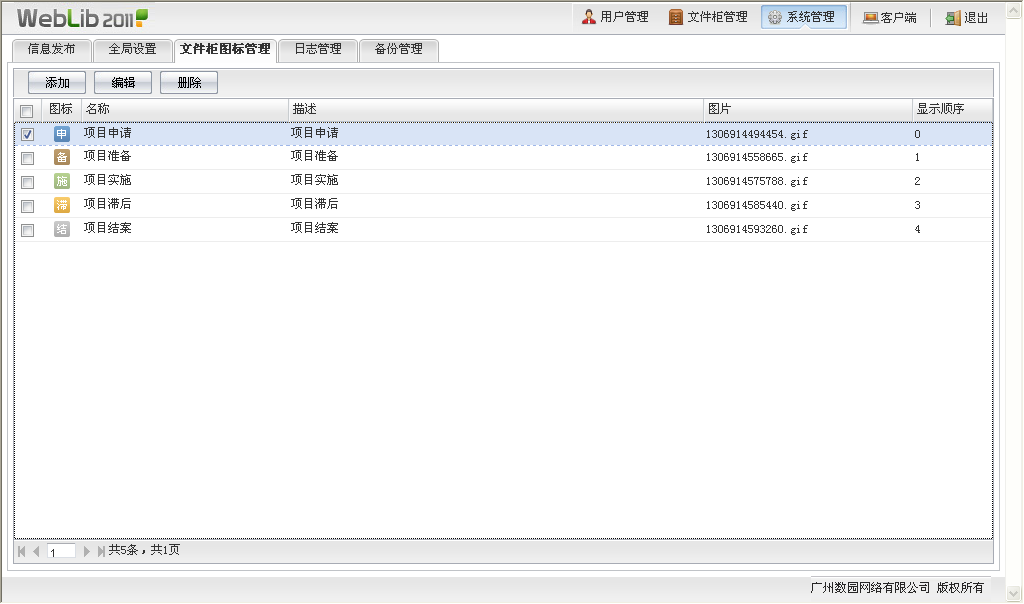 WebLib 2011 用户管理 文件柜管理 系统管理 客户端 退出
信息发布 全局设置 文件柜图标管理 日志管理 备份管理
添加 编辑 删除
图标 名称 描述 图片 显示顺序
申 项目申请 项目申请 1306914494454.gif 0
备 项目准备 项目准备 1306914558665.gif 1
施 项目实施 项目实施 1306914575788.gif 2
滞 项目滞后 项目滞后 1306914585440.gif 3
结 项目结案 项目结案 1306914593260.gif 4
1 共5条，共1页
广州数园网络有限公司 版权所有